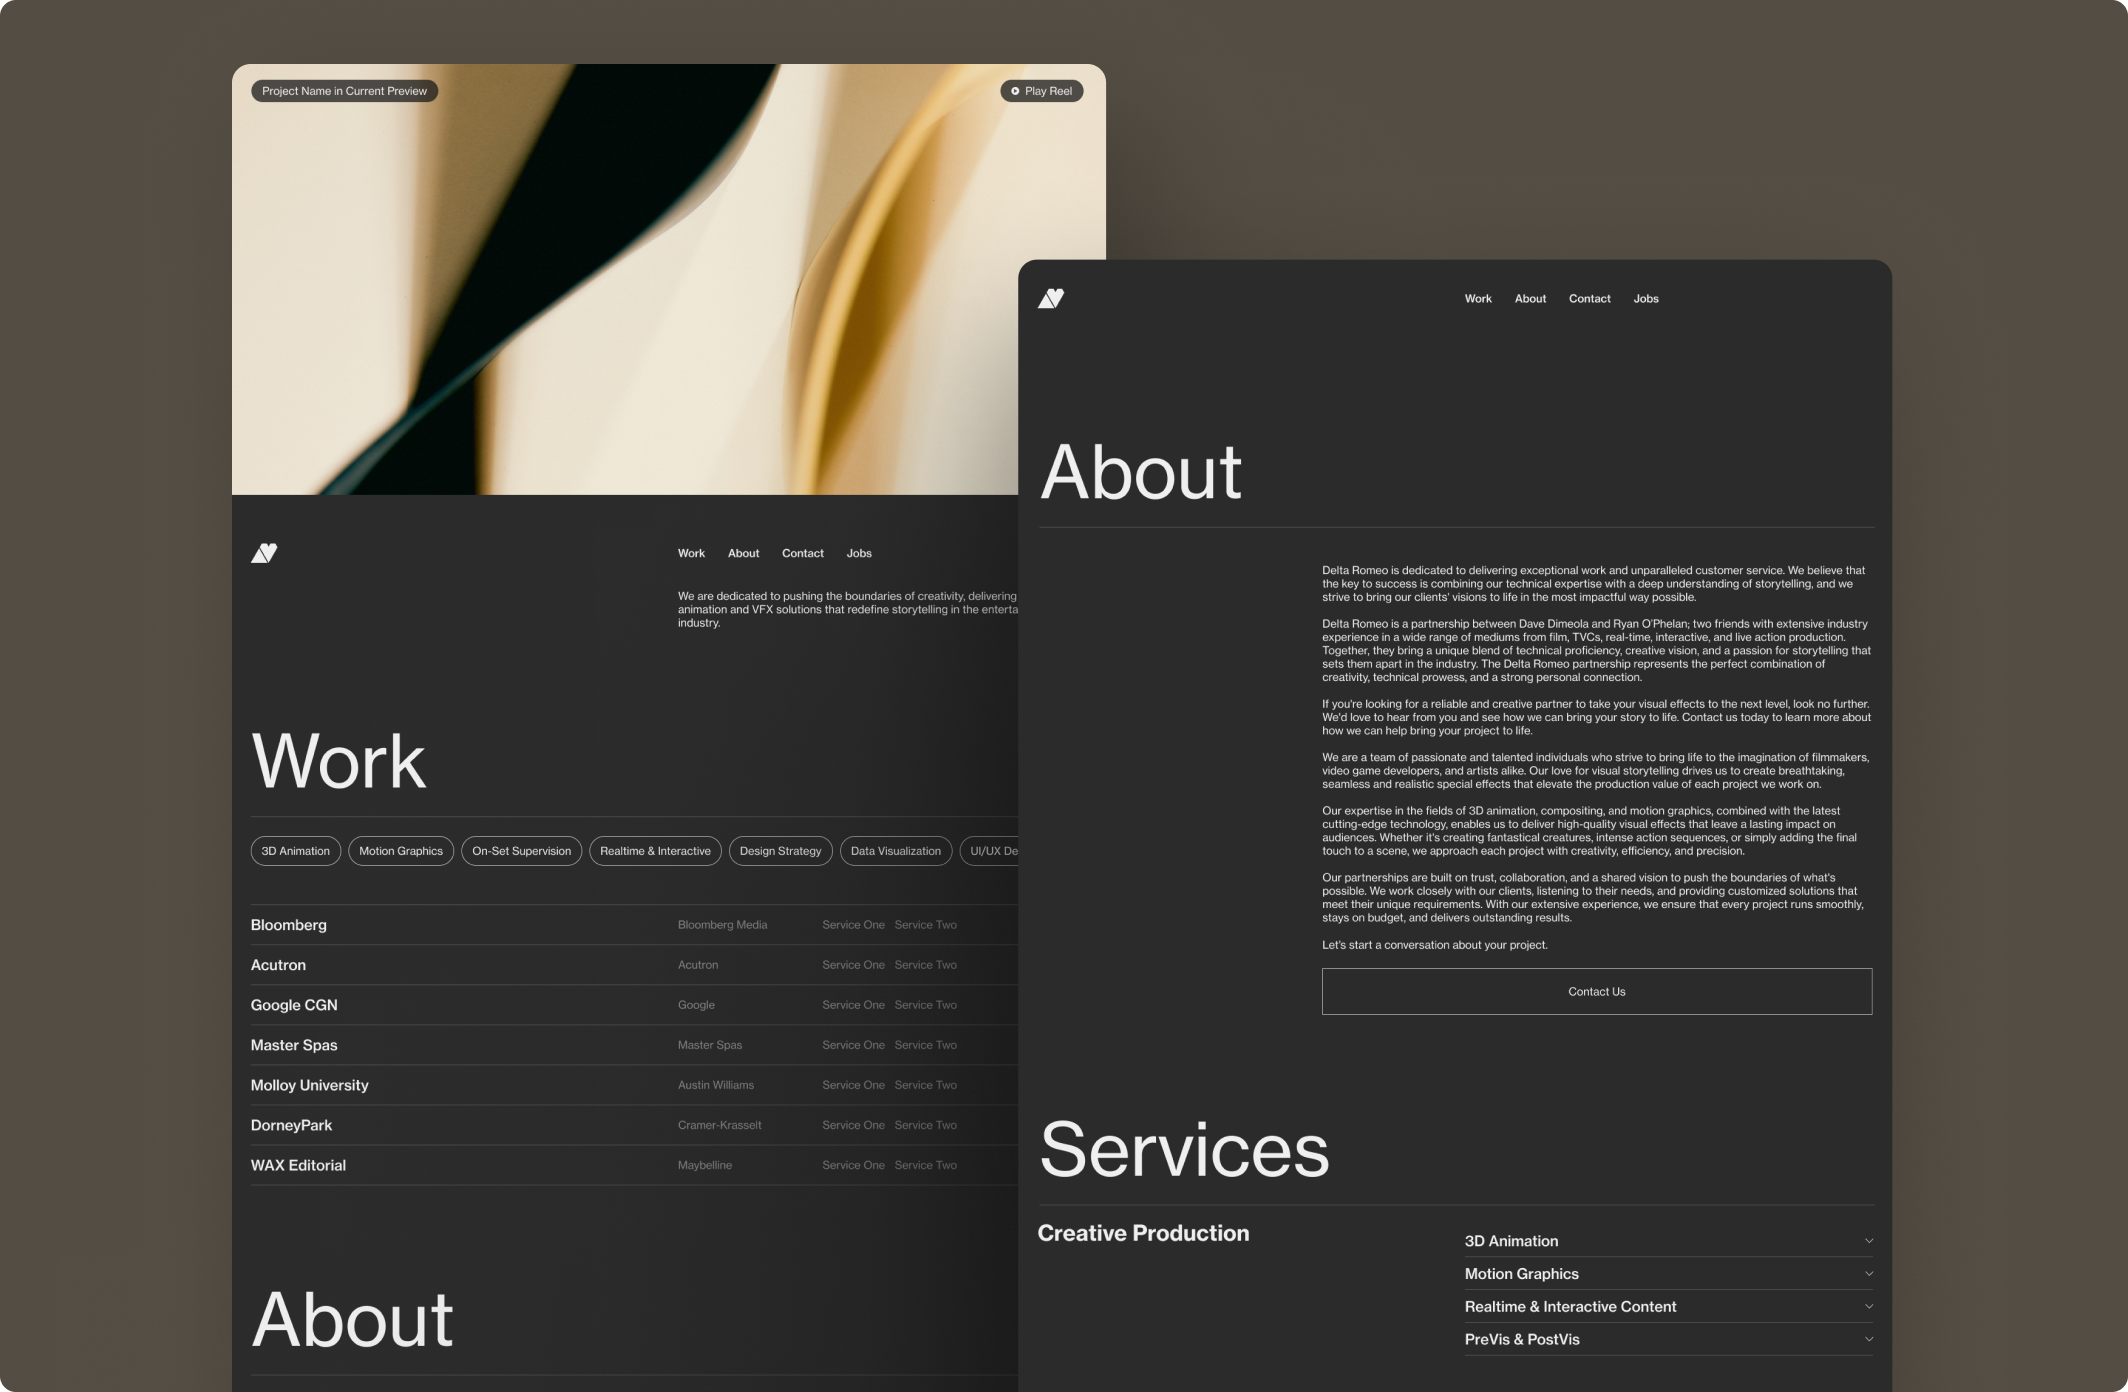 Project Name in Current Preview
Play Reel
Work About Contact Jobs
We are dedicated to pushing the boundaries of creativity, delivering
animation and VFX solutions that redefine storytelling in the enterta
industry.
Work
3D Animation
Motion Graphics
On-Set Supervision
Realtime & Interactive
Design Strategy
Data Visualization
UI/UX De
Bloomberg Bloomberg Media Service One Service Two
Acutron Acutron Service One Service Two
Google CGN Google Service One Service Two
Master Spas Master Spas Service One Service Two
Molloy University Austin Williams Service One Service Two
DorneyPark Cramer-Krasselt Service One Service Two
WAX Editorial Maybelline Service One Service Two
About
Work About Contact Jobs
About
Delta Romeo is dedicated to delivering exceptional work and unparalleled customer service. We believe that
the key to success is combining our technical expertise with a deep understanding of storytelling, and we
strive to bring our clients' visions to life in the most impactful way possible.
Delta Romeo is a partnership between Dave Dimeola and Ryan O'Phelan; two friends with extensive industry
experience in a wide range of mediums from film, TVCs, real-time, interactive, and live action production.
Together, they bring a unique blend of technical proficiency, creative vision, and a passion for storytelling that
sets them apart in the industry. The Delta Romeo partnership represents the perfect combination of
creativity, technical prowess, and a strong personal connection.
If you're looking for a reliable and creative partner to take your visual effects to the next level, look no further.
We'd love to hear from you and see how we can bring your story to life. Contact us today to learn more about
how we can help bring your project to life.
We are a team of passionate and talented individuals who strive to bring life to the imagination of filmmakers,
video game developers, and artists alike. Our love for visual storytelling drives us to create breathtaking,
seamless and realistic special effects that elevate the production value of each project we work on.
Our expertise in the fields of 3D animation, compositing, and motion graphics, combined with the latest
cutting-edge technology, enables us to deliver high-quality visual effects that leave a lasting impact on
audiences. Whether it's creating fantastical creatures, intense action sequences, or simply adding the final
touch to a scene, we approach each project with creativity, efficiency, and precision.
Our partnerships are built on trust, collaboration, and a shared vision to push the boundaries of what's
possible. We work closely with our clients, listening to their needs, and providing customized solutions that
meet their unique requirements. With our extensive experience, we ensure that every project runs smoothly,
stays on budget, and delivers outstanding results.
Let's start a conversation about your project.
Contact Us
Services
Creative Production
3D Animation
Motion Graphics
Realtime & Interactive Content
PreVis & PostVis